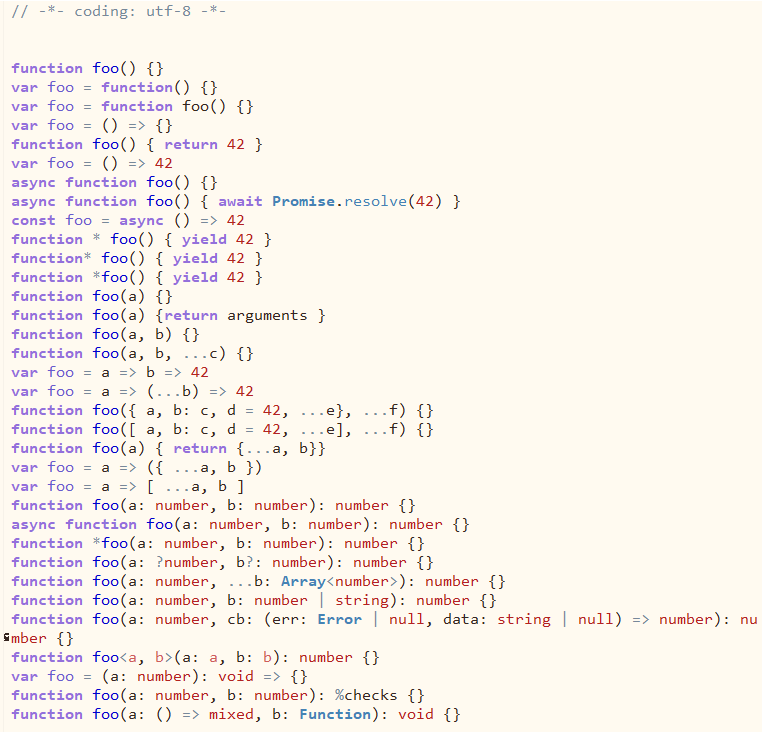 // -*- coding: utf-8 -*-
function foo() {}
var foo = function() {}
var foo = function foo() {}
var foo = () => {}
function foo() { return 42 }
var foo = () => 42
async function foo() {}
async function foo() { await Promise.resolve(42) }
const foo = async () => 42
function * foo() { yield 42 }
function* foo() { yield 42 }
function *foo() { yield 42 }
function foo(a) {}
function foo(a) {return arguments }
function foo(a, b) {}
function foo(a, b, ...c) {}
var foo = a => b => 42
var foo = a => (...b) => 42
function foo({ a, b: c, d = 42, ...e}, ...f) {}
function foo([ a, b: c, d = 42, ...e], ...f) {}
function foo(a) { return {...a, b}}
var foo = a => ({ ...a, b })
var foo = a => [ ...a, b ]
function foo(a: number, b: number): number {}
async function foo(a: number, b: number): number {}
function *foo(a: number, b: number): number {}
function foo(a: ?number, b?: number): number {}
function foo(a: number, ...b: Array<number>): number {}
function foo(a: number, b: number | string): number {}
function foo(a: number, cb: (err: Error | null, data: string | null) => number): nu
mber {}
function foo<a, b>(a: a, b: b): number {}
var foo = (a: number): void => {}
function foo(a: number, b: number): %checks {}
function foo(a: () => mixed, b: Function): void {}